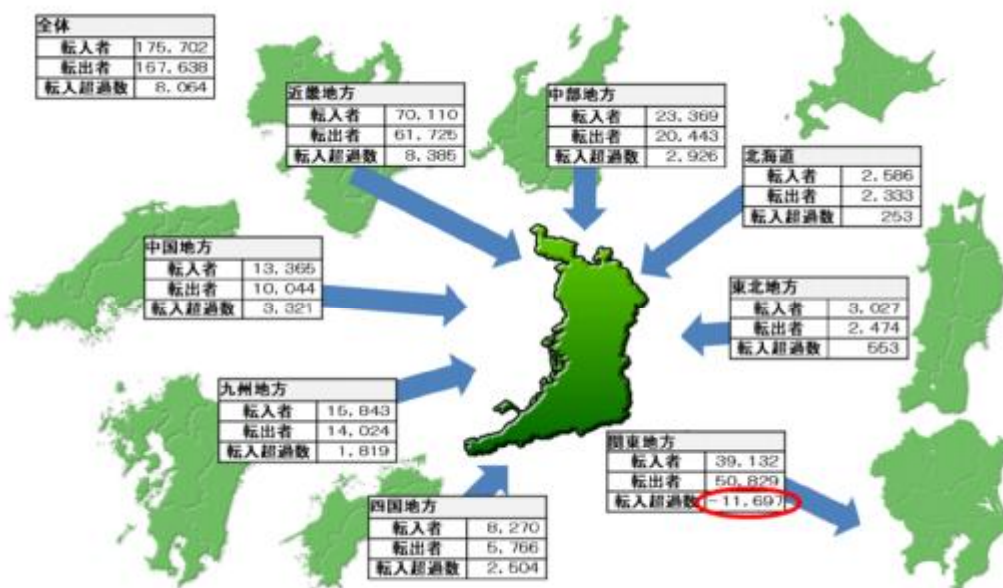 全体
転入者 175,702
転出者 167,638
転入超過数 8,064
近畿地方
転入者 70,110
転出者 61,725
転入超過数 8,385
中部地方
転入者 23,369
転出者 20,443
転入超過数 2,926
北海道
転入者 2,586
転出者 2,333
転入超過数 253
中国地方
転入者 13,365
転出者 10,044
転入超過数 3,321
東北地方
転入者 3,027
転出者 2,474
転入超過数 553
九州地方
転入者 15,843
転出者 14,024
転入超過数 1,819
関東地方
転入者 39,132
転出者 50,829
転入超過数 -11,697
四国地方
転入者 8,270
転出者 5,766
転入超過数 2,504